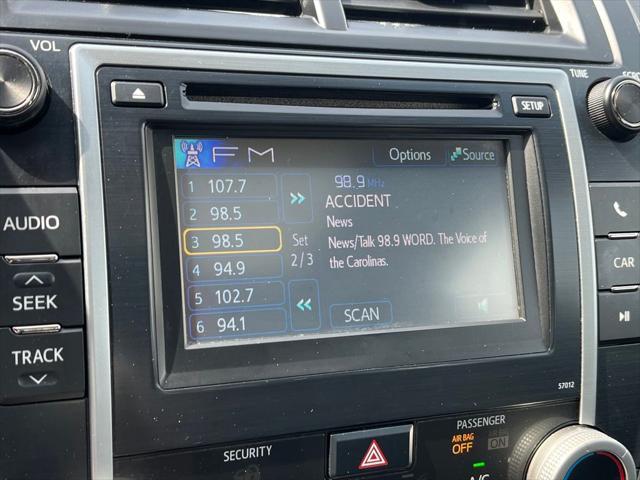 VOL
TUNE
SETUP
FM
Options
Source
1 107.7
2 98.5
3 98.5
4 94.9
5 102.7
6 94.1
Set
2/3
98.9 MHz
ACCIDENT
News
News/Talk 98.9 WORD. The Voice of
the Carolinas.
SCAN
AUDIO
SEEK
TRACK
CAR
57012
SECURITY
PASSENGER
AIR BAG
OFF
ON
A/C